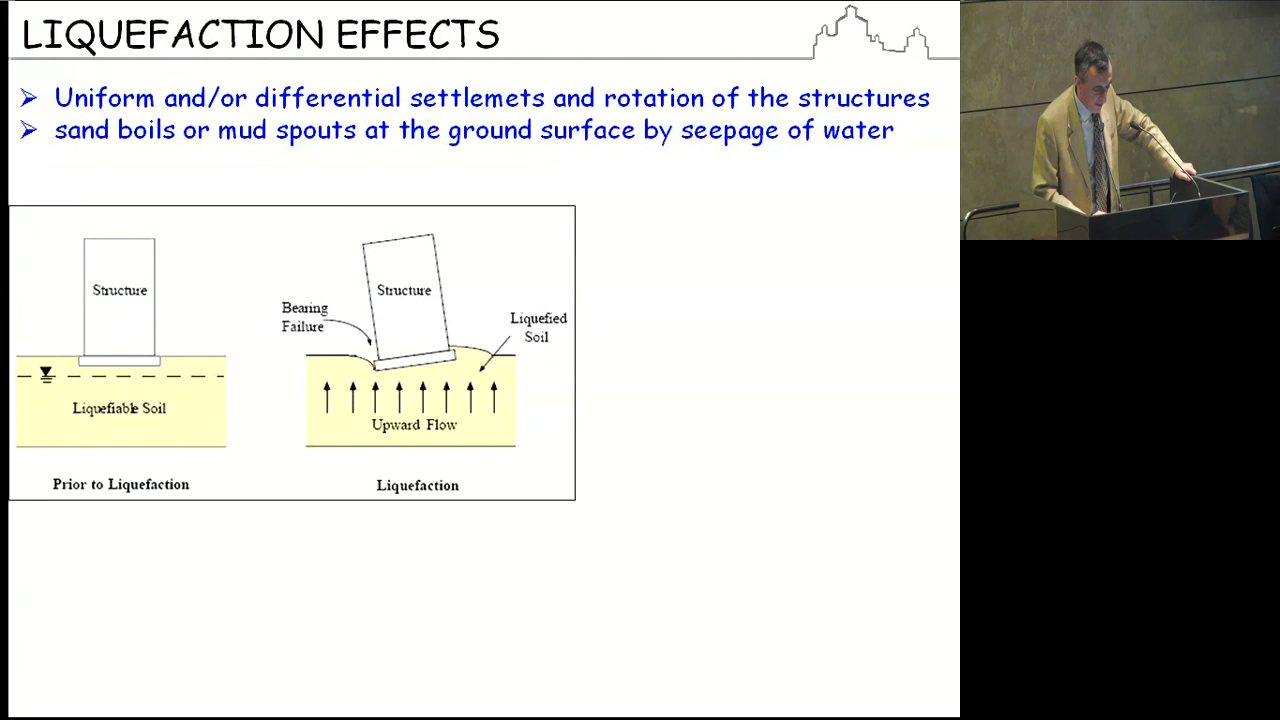 LIQUEFACTION EFFECTS
Uniform and/or differential settlemets and rotation of the structures
sand boils or mud spouts at the ground surface by seepage of water
Structure
Liquefiable Soil
Prior to Liquefaction
Structure
Bearing
Failure
Liquefied
Soil
Upward Flow
Liquefaction